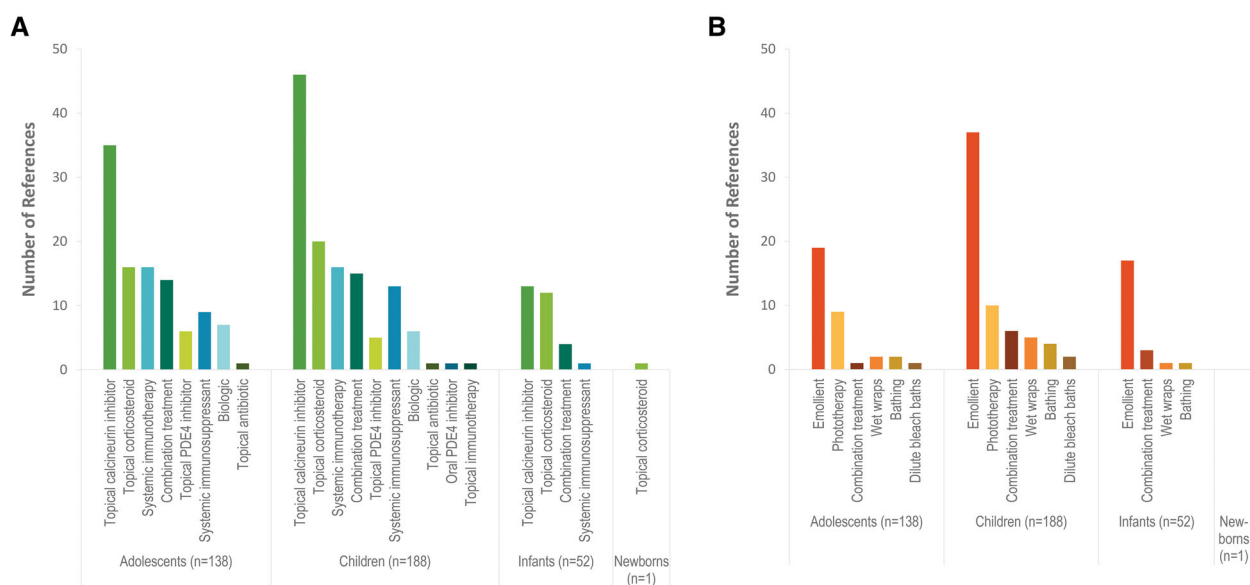 A
Number of References
50
40
30
20
10
0
Topical calcineurin inhibitor
Topical corticosteroid
Systemic immunotherapy
Combination treatment
Topical PDE4 inhibitor
Systemic immunosuppressant
Biologic
Topical antibiotic
Topical calcineurin inhibitor
Topical corticosteroid
Systemic immunotherapy
Combination treatment
Topical PDE4 inhibitor
Systemic immunosuppressant
Biologic
Topical antibiotic
Oral PDE4 inhibitor
Topical immunotherapy
Topical calcineurin inhibitor
Topical corticosteroid
Combination treatment
Systemic immunosuppressant
Topical corticosteroid
Adolescents (n=138)
Children (n=188)
Infants (n=52)
Newborns
(n=1)
B
Number of References
50
40
30
20
10
0
Emollient
Phototherapy
Combination treatment
Wet wraps
Bathing
Dilute bleach baths
Emollient
Phototherapy
Combination treatment
Wet wraps
Bathing
Dilute bleach baths
Emollient
Combination treatment
Wet wraps
Bathing
Adolescents (n=138)
Children (n=188)
Infants (n=52)
New-
borns
(n=1)